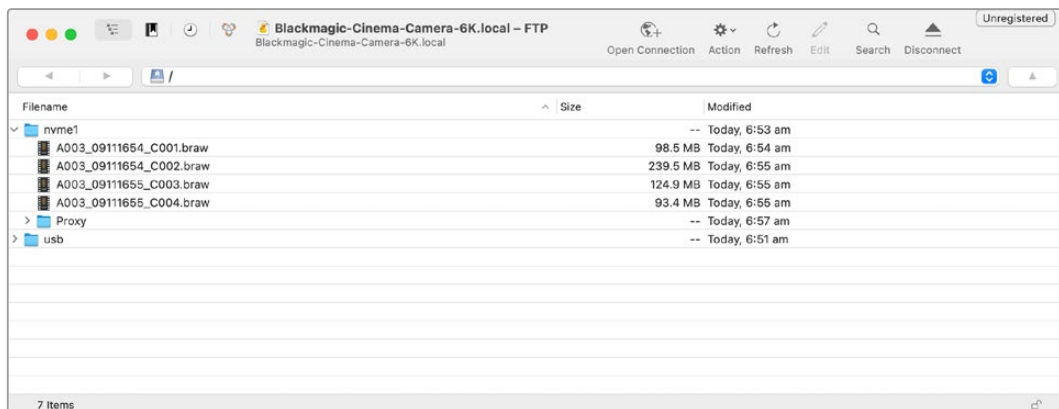 Unregistered
Blackmagic-Cinema-Camera-6K.local – FTP
Blackmagic-Cinema-Camera-6K.local
Open Connection Action Refresh Edit Search Disconnect
/
Filename Size Modified
nvme1 -- Today, 6:53 am
A003_09111654_C001.braw 98.5 MB Today, 6:54 am
A003_09111654_C002.braw 239.5 MB Today, 6:55 am
A003_09111655_C003.braw 124.9 MB Today, 6:55 am
A003_09111655_C004.braw 93.4 MB Today, 6:55 am
Proxy -- Today, 6:57 am
usb -- Today, 6:51 am
7 Items